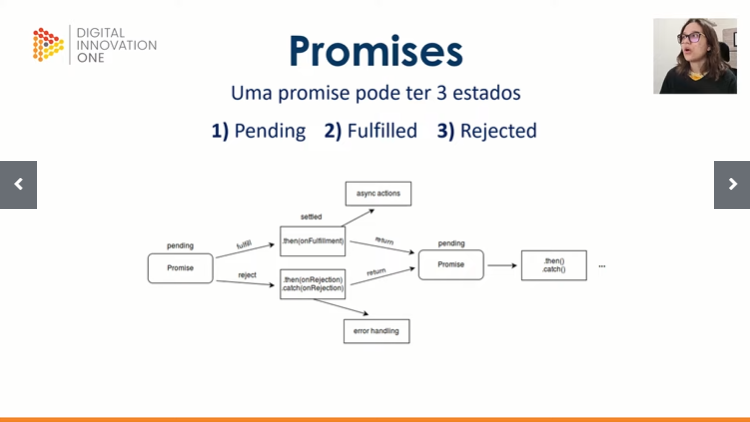 DIGITAL
INNOVATION
ONE
Promises
Uma promise pode ter 3 estados
1) Pending 2) Fulfilled 3) Rejected
async actions
settled
pending
fulfill
.then(onFulfillment)
return
pending
Promise
Promise
.then()
.catch()
...
reject
.then(onRejection)
.catch(onRejection)
return
error handling